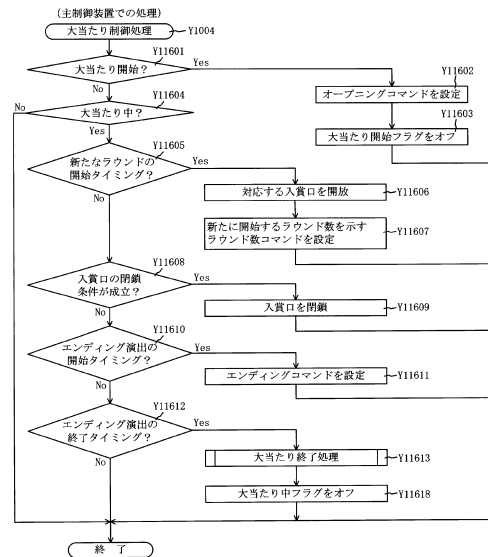 (主制御装置での処理)
大当たり制御処理
Y1004
大当たり開始？
Y11601
Yes
No
オープニングコマンドを設定
Y11602
大当たり開始フラグをオフ
Y11603
大当たり中？
Y11604
No
Yes
新たなラウンドの
開始タイミング？
Y11605
Yes
No
対応する入賞口を開放
Y11606
新たに開始するラウンド数を示す
ラウンド数コマンドを設定
Y11607
入賞口の閉鎖
条件が成立？
Y11608
Yes
No
入賞口を閉鎖
Y11609
エンディング演出の
開始タイミング？
Y11610
Yes
No
エンディングコマンドを設定
Y11611
エンディング演出の
終了タイミング？
Y11612
Yes
No
大当たり終了処理
Y11613
大当たり中フラグをオフ
Y11618
終 了